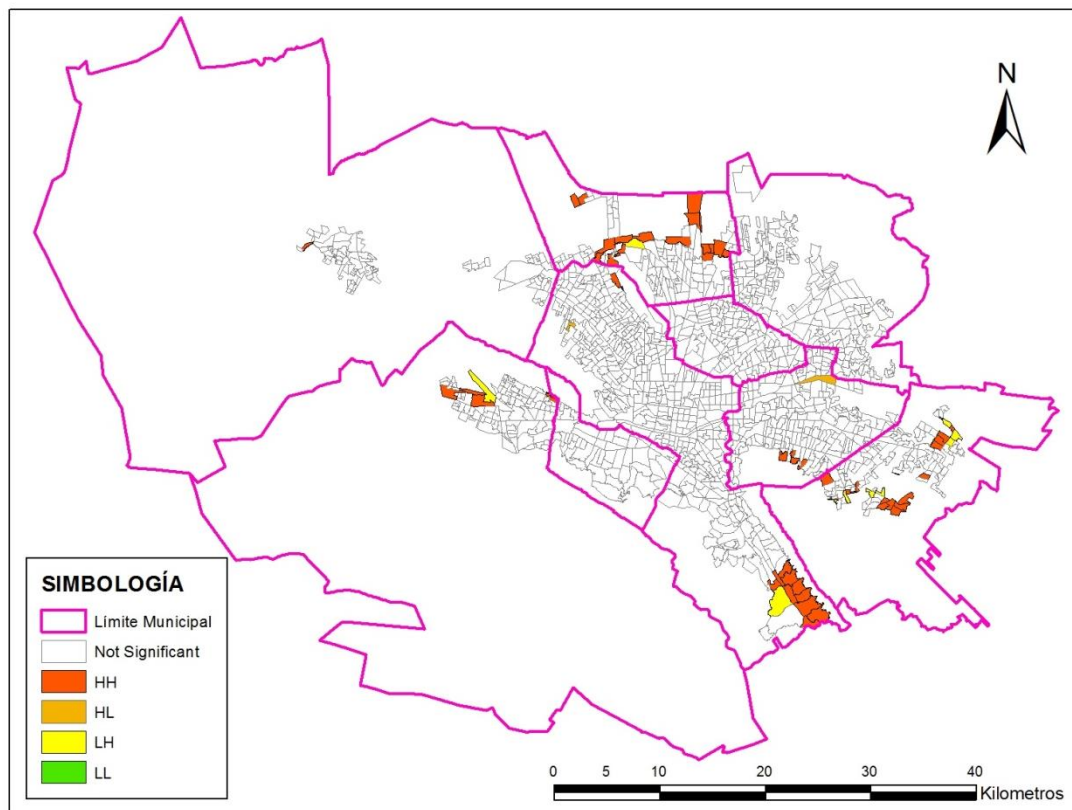 N
SIMBOLOGÍA
Límite Municipal
Not Significant
HH
HL
LH
LL
0 5 10 20 30 40
Kilometros